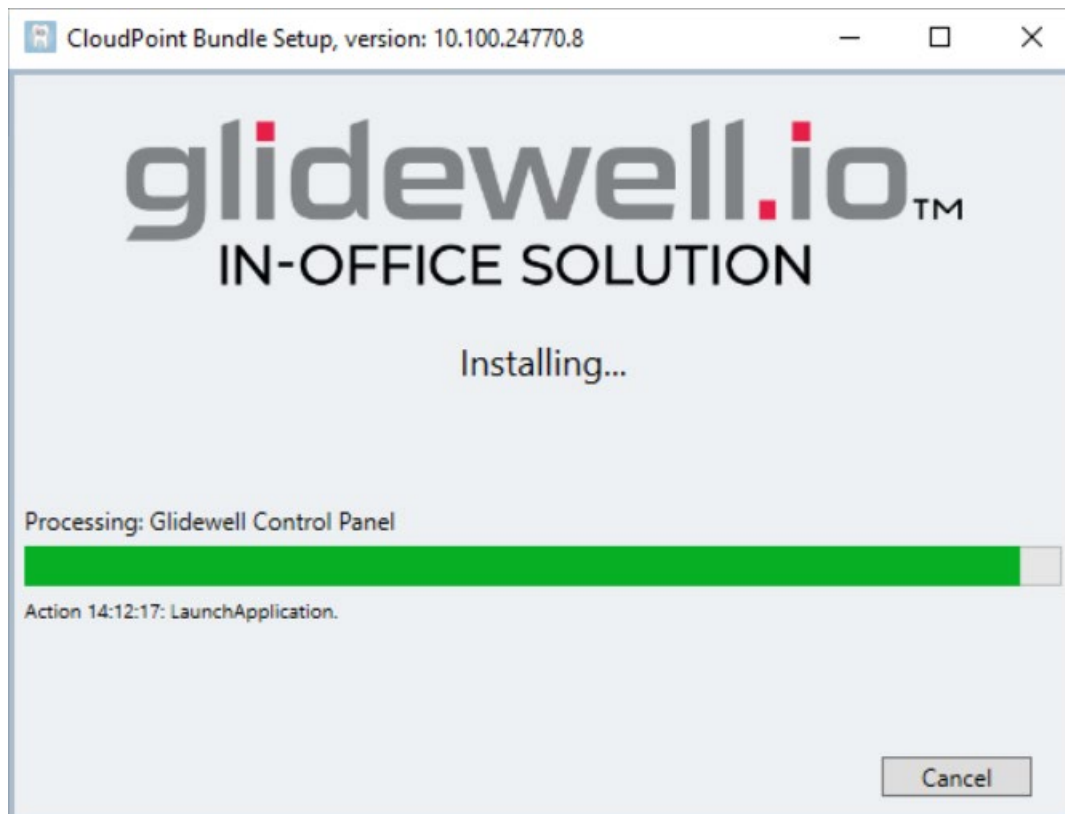 CloudPoint Bundle Setup, version: 10.100.24770.8
glidewell.io™
IN-OFFICE SOLUTION
Installing...
Processing: Glidewell Control Panel
Action 14:12:17: LaunchApplication.
Cancel